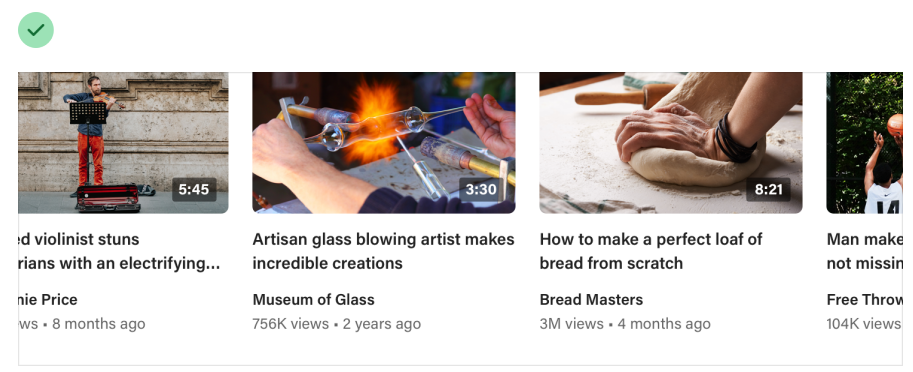 5:45
3:30
8:21
14
ed violinist stuns
rians with an electrifying...
nie Price
ws • 8 months ago
Artisan glass blowing artist makes
incredible creations
Museum of Glass
756K views • 2 years ago
How to make a perfect loaf of
bread from scratch
Bread Masters
3M views • 4 months ago
Man make
not missin
Free Throw
104K views